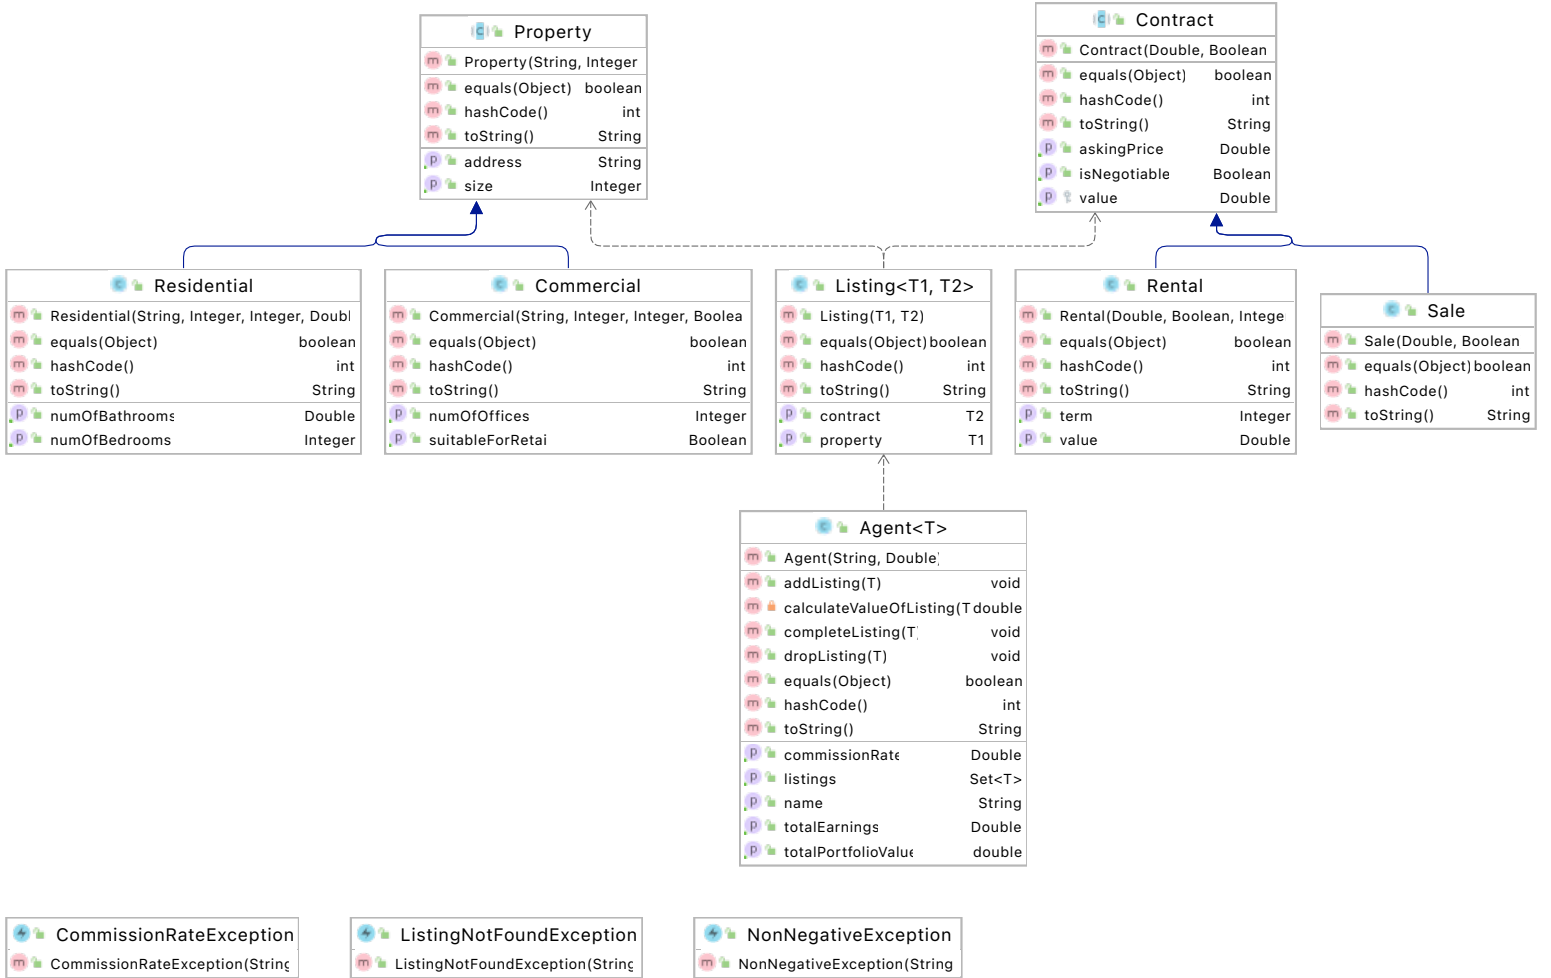 Property
Property(String, Integer
equals(Object) boolean
hashCode() int
toString() String
address String
size Integer
Contract
Contract(Double, Boolean
equals(Object) boolean
hashCode() int
toString() String
askingPrice Double
isNegotiable Boolean
value Double
Residential
Residential(String, Integer, Integer, Doubl
equals(Object) boolean
hashCode() int
toString() String
numOfBathrooms Double
numOfBedrooms Integer
Commercial
Commercial(String, Integer, Integer, Boolea
equals(Object) boolean
hashCode() int
toString() String
numOfOffices Integer
suitableForRetai Boolean
Listing<T1, T2>
Listing(T1, T2)
equals(Object) boolean
hashCode() int
toString() String
contract T2
property T1
Rental
Rental(Double, Boolean, Intege
equals(Object) boolean
hashCode() int
toString() String
term Integer
value Double
Sale
Sale(Double, Boolean
equals(Object) boolean
hashCode() int
toString() String
Agent<T>
Agent(String, Double)
addListing(T) void
calculateValueOfListing(T double
completeListing(T) void
dropListing(T) void
equals(Object) boolean
hashCode() int
toString() String
commissionRate Double
listings Set<T>
name String
totalEarnings Double
totalPortfolioValue double
CommissionRateException
CommissionRateException(String
ListingNotFoundException
ListingNotFoundException(String
NonNegativeException
NonNegativeException(String